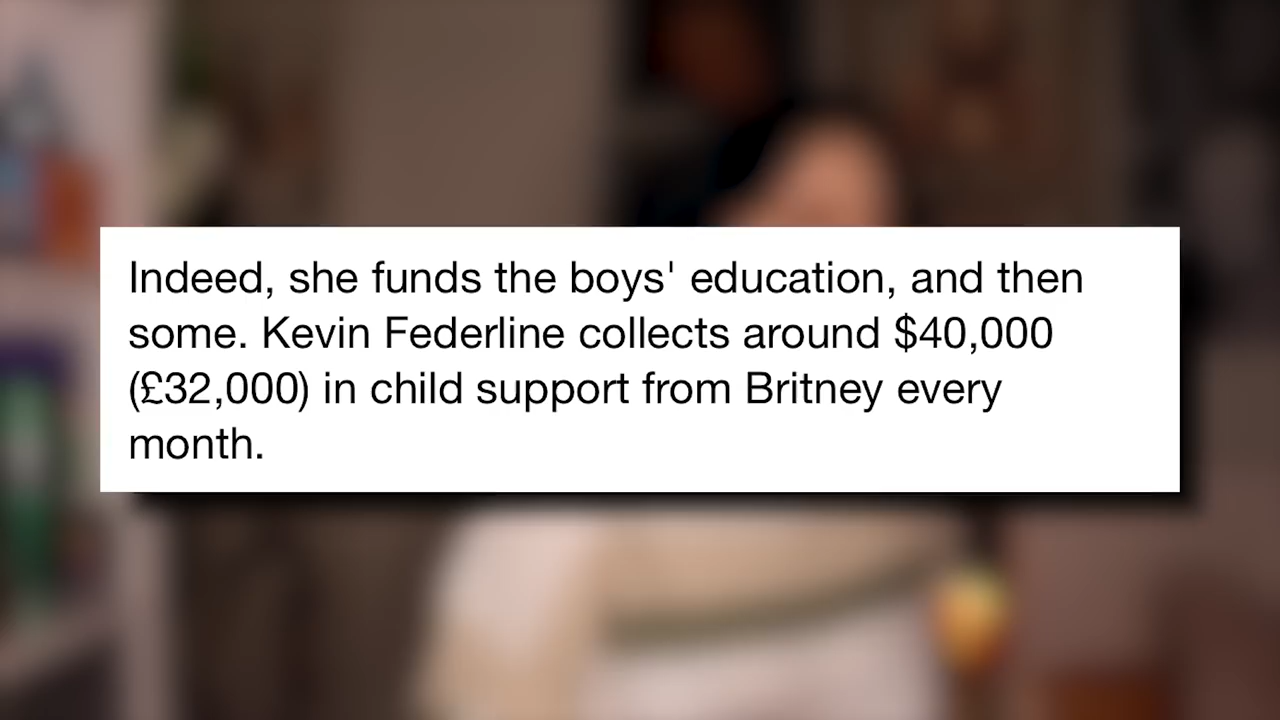 Indeed, she funds the boys' education, and then
some. Kevin Federline collects around $40,000
(£32,000) in child support from Britney every
month.